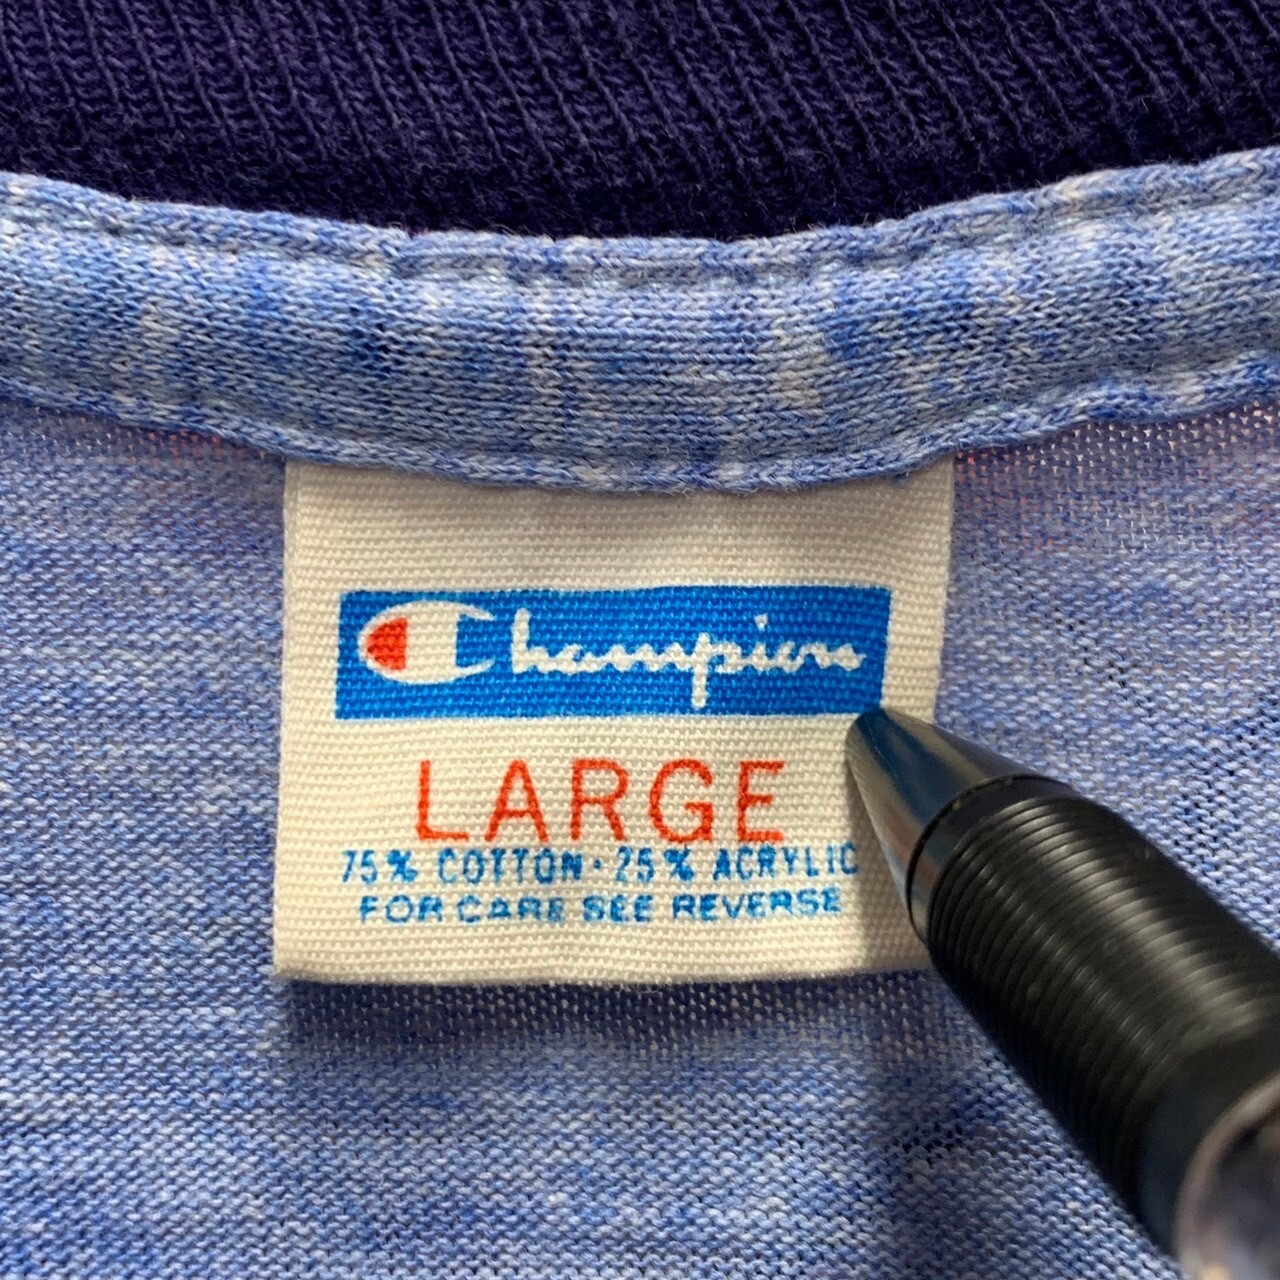 Champion
LARGE
75% COTTON · 25% ACRYLIC
FOR CARE SEE REVERSE